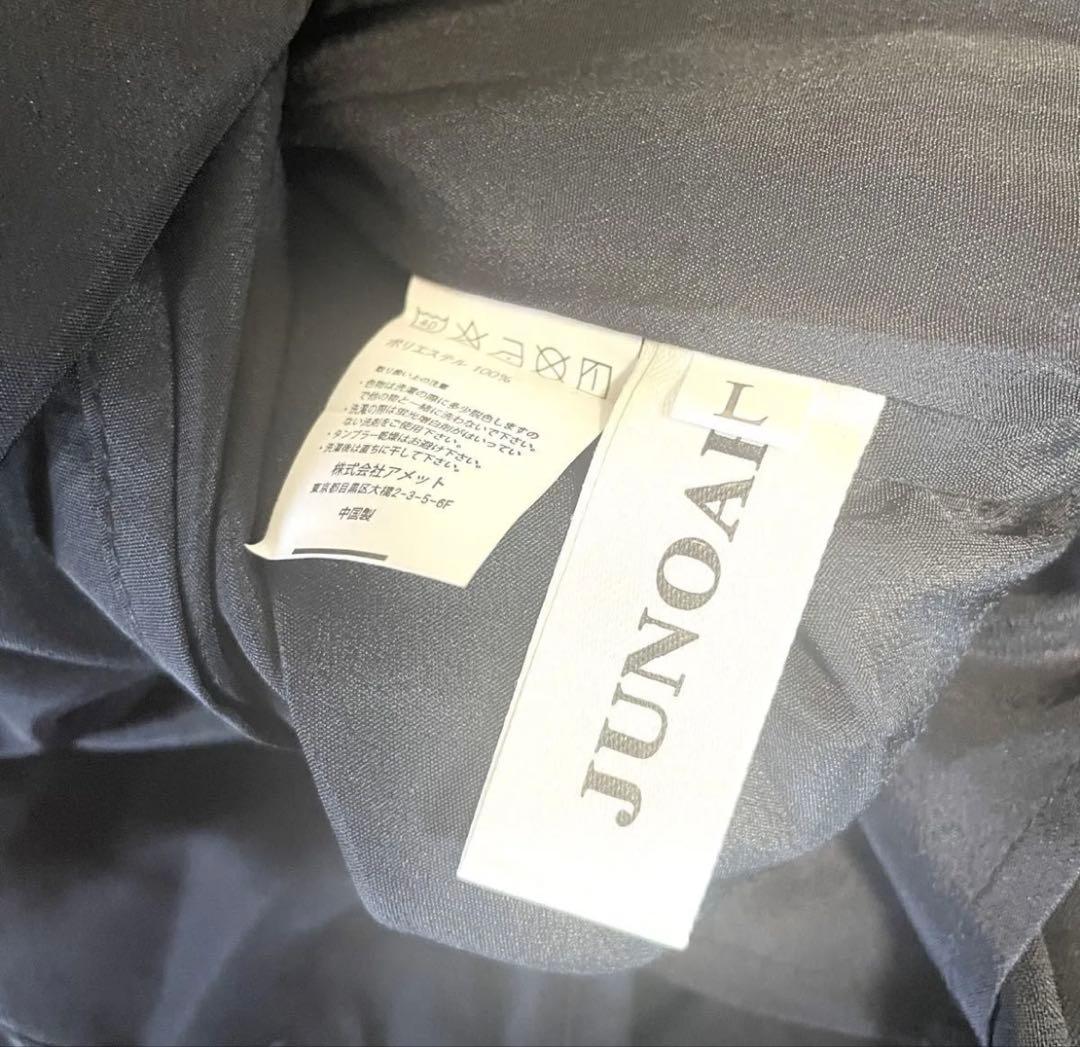 40
ポリエステル 100%
取り扱い上の注意
・色物は洗濯の際に多少脱色しますの
で他の物と一緒に洗わないで下さい。
・洗濯の際は蛍光増白剤がはいってい
ない洗剤をご使用下さい。
・タンブラー乾燥はお避け下さい。
・洗濯後は直ちに干して下さい。
株式会社アメット
東京都目黒区大橋2-3-5-6F
中国製
L
JUNOAIL